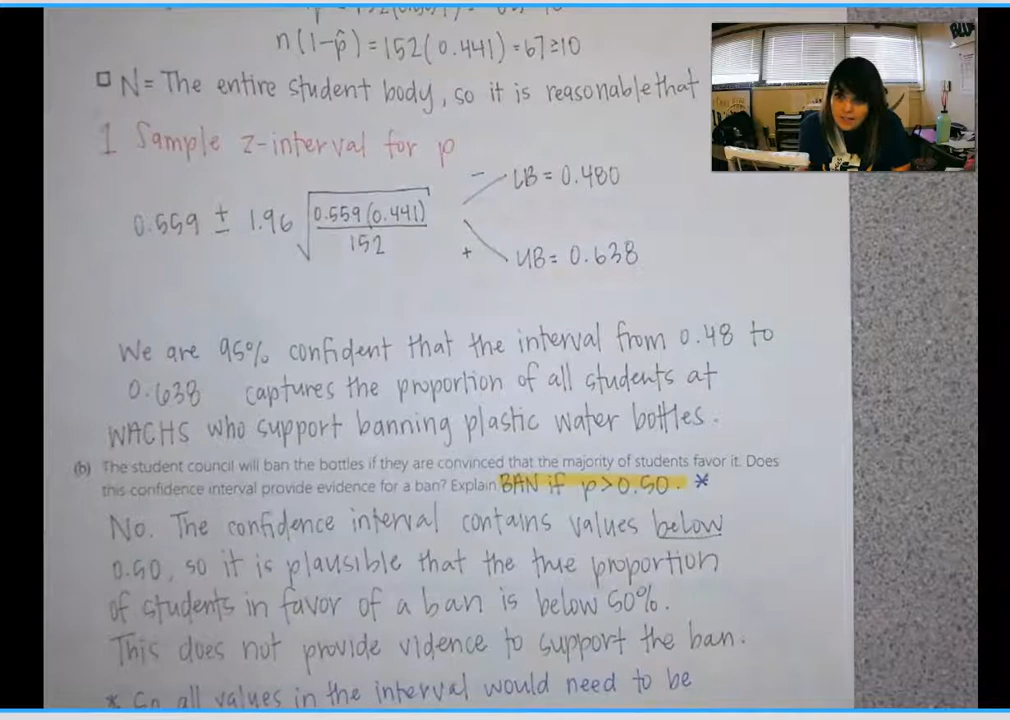 n(1-p̂) = 152(0.441) = 67 ≥ 10
N = The entire student body, so it is reasonable that
1 Sample z-interval for p
0.559 ± 1.96 √(0.559(0.441)/152)
- LB = 0.480
+ UB = 0.638
We are 95% confident that the interval from 0.48 to
0.638 captures the proportion of all students at
WACHS who support banning plastic water bottles.
(b) The student council will ban the bottles if they are convinced that the majority of students favor it. Does
this confidence interval provide evidence for a ban? Explain BAN if p > 0.50. *
No. The confidence interval contains values below
0.50, so it is plausible that the true proportion
of students in favor of a ban is below 50%.
This does not provide vidence to support the ban.
* So all values in the interval would need to be